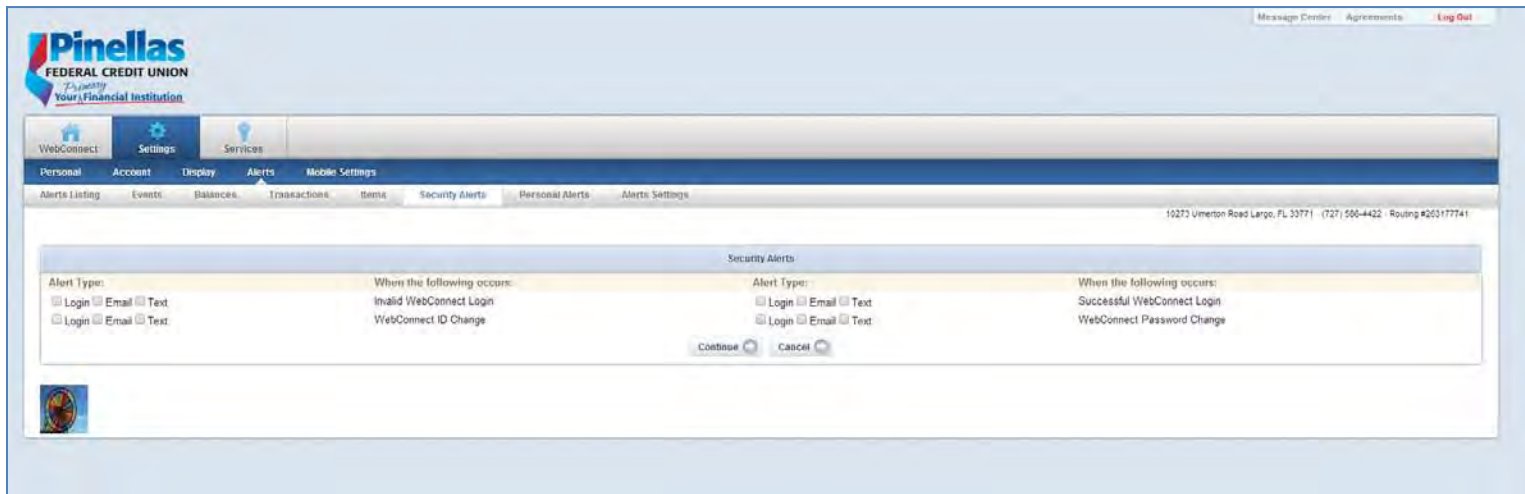 Message Center Agreements Log Out
Pinellas
FEDERAL CREDIT UNION
Primary
Your Financial Institution
WebConnect Settings Services
Personal Account Display Alerts Mobile Settings
Alerts Listing Events Balances Transactions Items Security Alerts Personal Alerts Alerts Settings
10273 Ulmerton Road Largo, FL 33771 · (727) 586-4422 · Routing #263177741
Security Alerts
Alert Type: When the following occurs: Alert Type: When the following occurs:
Login Email Text Invalid WebConnect Login Login Email Text Successful WebConnect Login
Login Email Text WebConnect ID Change Login Email Text WebConnect Password Change
Continue Cancel